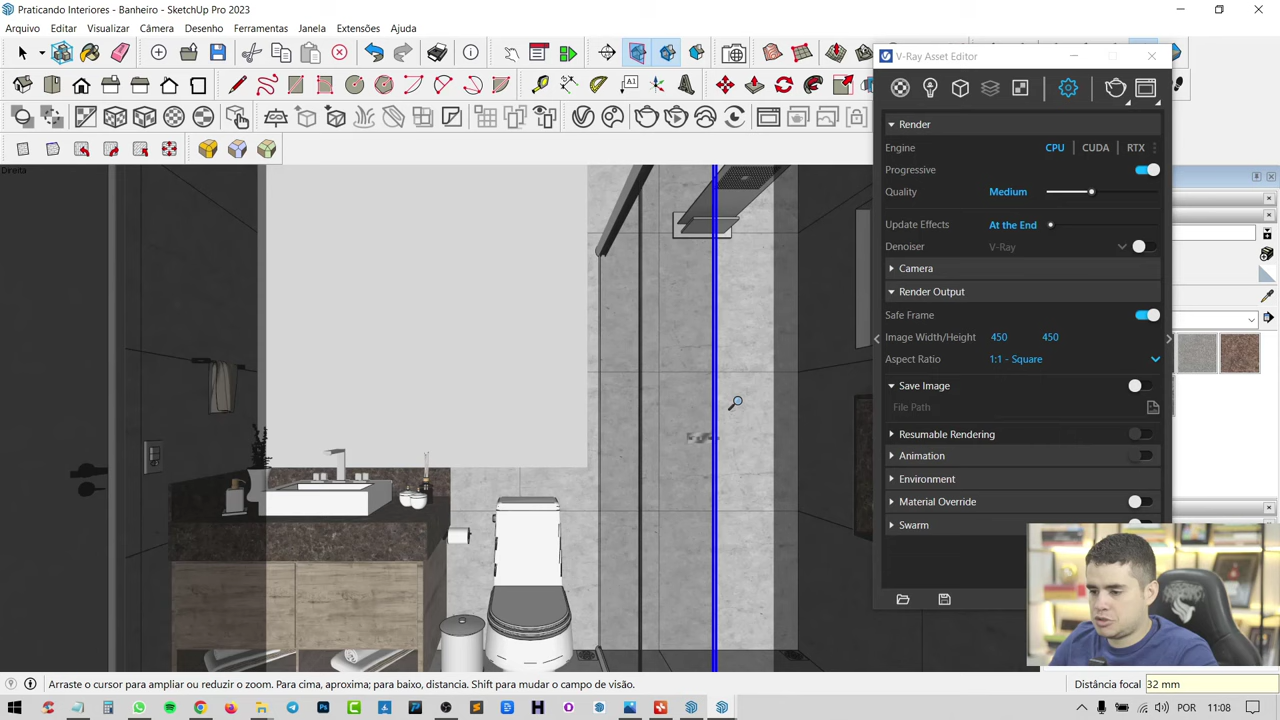 Praticando Interiores - Banheiro - SketchUp Pro 2023
Arquivo Editar Visualizar Câmera Desenho Ferramentas Janela Extensões Ajuda
V-Ray Asset Editor
A1
Direita
Render
Engine CPU CUDA RTX
Progressive
Quality Medium
Update Effects At the End
Denoiser V-Ray
Camera
Render Output
Safe Frame
Image Width/Height 450 450
Aspect Ratio 1:1 - Square
Save Image
File Path
Resumable Rendering
Animation
Environment
Material Override
Swarm
Arraste o cursor para ampliar ou reduzir o zoom. Para cima, aproxima; para baixo, distancia. Shift para mudar o campo de visão. Distância focal 32 mm
POR 11:08